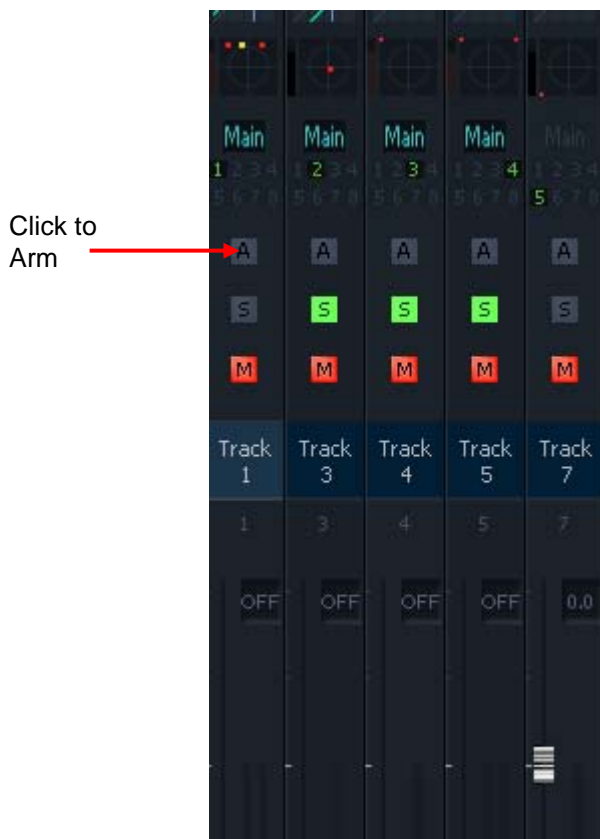 Main Main Main Main Main
1 2 3 4 1 2 3 4 1 2 3 4 1 2 3 4 1 2 3 4
5 6 7 8 5 6 7 8 5 6 7 8 5 6 7 8 5 6 7 8
Click to
Arm
A A A A A
S S S S S
M M M M M
Track Track Track Track Track
1 3 4 5 7
1 3 4 5 7
OFF OFF OFF OFF 0.0